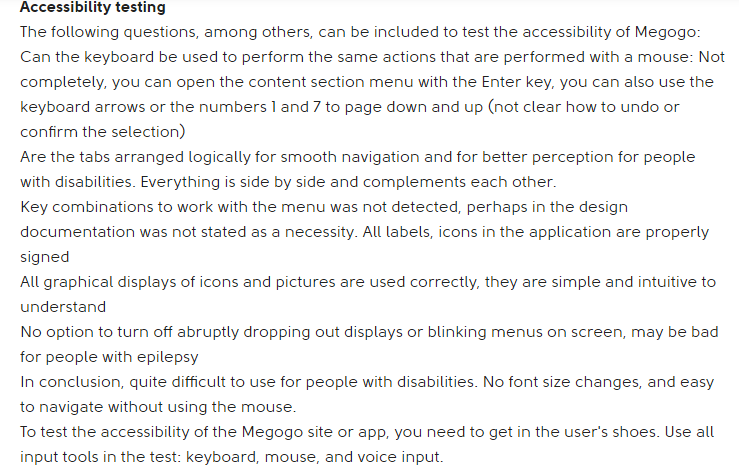 Accessibility testing
The following questions, among others, can be included to test the accessibility of Megogo:
Can the keyboard be used to perform the same actions that are performed with a mouse: Not
completely, you can open the content section menu with the Enter key, you can also use the
keyboard arrows or the numbers 1 and 7 to page down and up (not clear how to undo or
confirm the selection)
Are the tabs arranged logically for smooth navigation and for better perception for people
with disabilities. Everything is side by side and complements each other.
Key combinations to work with the menu was not detected, perhaps in the design
documentation was not stated as a necessity. All labels, icons in the application are properly
signed
All graphical displays of icons and pictures are used correctly, they are simple and intuitive to
understand
No option to turn off abruptly dropping out displays or blinking menus on screen, may be bad
for people with epilepsy
In conclusion, quite difficult to use for people with disabilities. No font size changes, and easy
to navigate without using the mouse.
To test the accessibility of the Megogo site or app, you need to get in the user's shoes. Use all
input tools in the test: keyboard, mouse, and voice input.